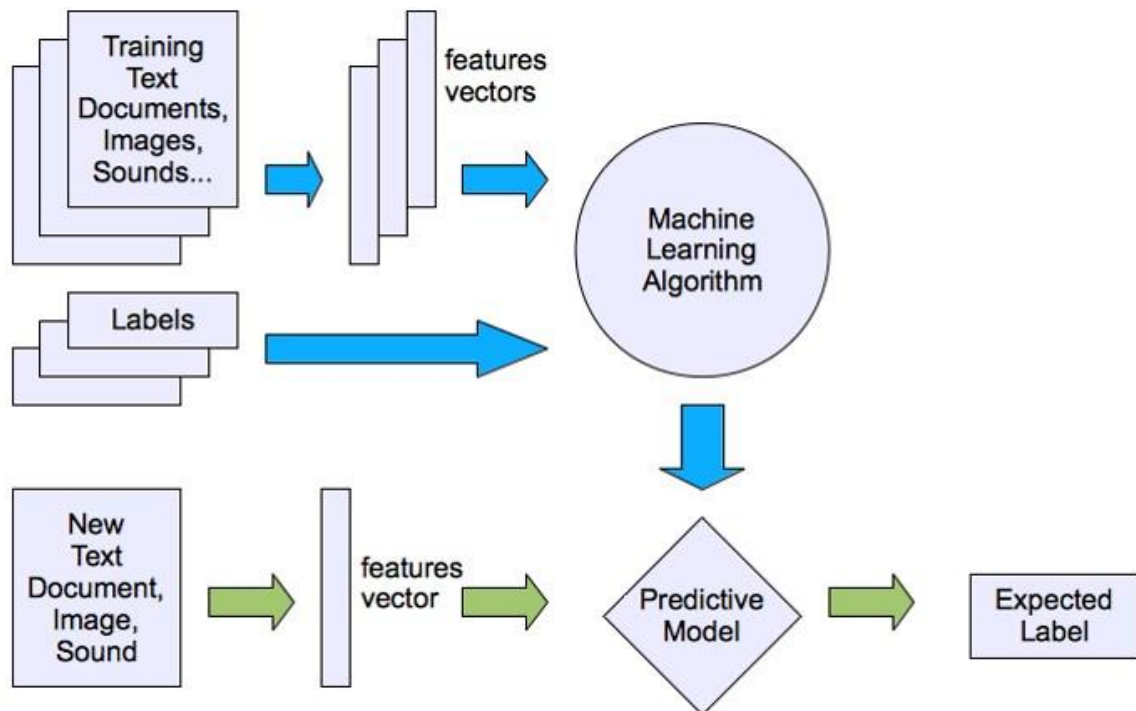 Training
Text
Documents,
Images,
Sounds...
features
vectors
Machine
Learning
Algorithm
Labels
New
Text
Document,
Image,
Sound
features
vector
Predictive
Model
Expected
Label